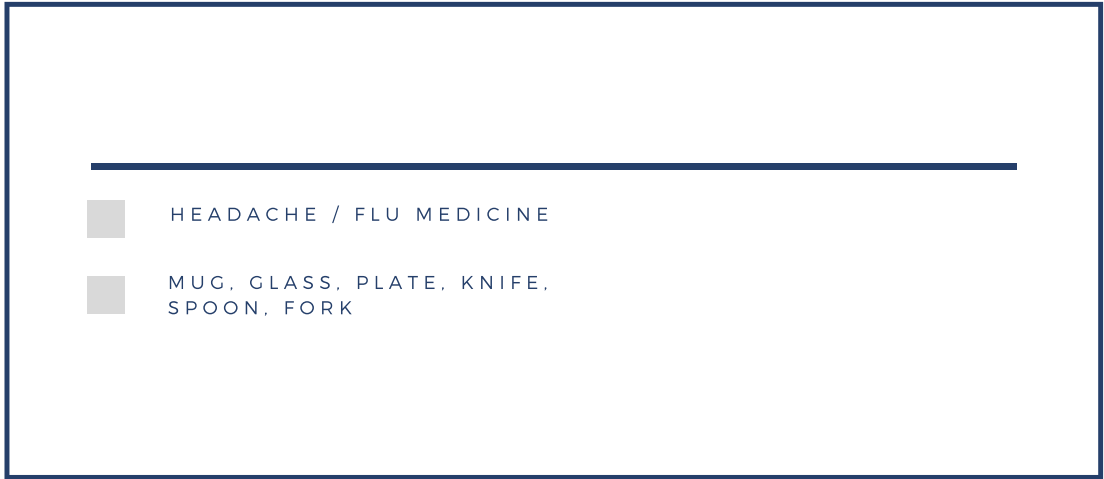 HEADACHE / FLU MEDICINE
MUG, GLASS, PLATE, KNIFE,
SPOON, FORK